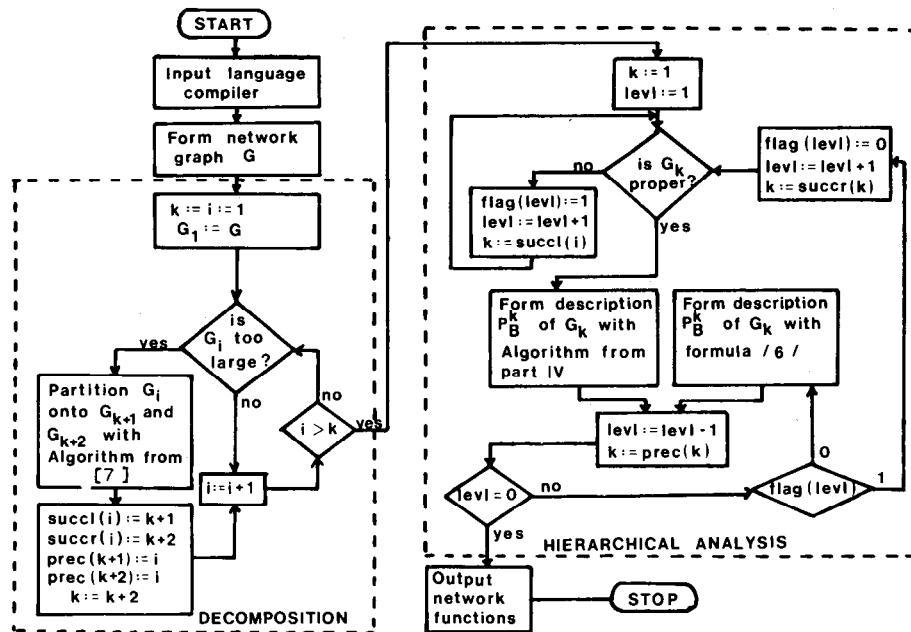 START
Input language
compiler
Form network
graph G
k := i := 1
G1 := G
is
Gi too
large?
yes
no
Partition Gi
onto Gk+1 and
Gk+2 with
Algorithm from
[7]
succl(i) := k+1
succr(i) := k+2
prec(k+1) := i
prec(k+2) := i
k := k+2
i := i+1
i > k
no
yes
DECOMPOSITION
k := 1
levl := 1
is Gk
proper?
no
yes
flag(levl) := 1
levl := levl+1
k := succl(i)
flag(levl) := 0
levl := levl+1
k := succr(k)
Form description
PBk of Gk with
Algorithm from
part IV
Form description
PBk of Gk with
formula /6/
levl := levl-1
k := prec(k)
levl = 0
no
yes
flag(levl)
0
1
HIERARCHICAL ANALYSIS
Output
network
functions
STOP